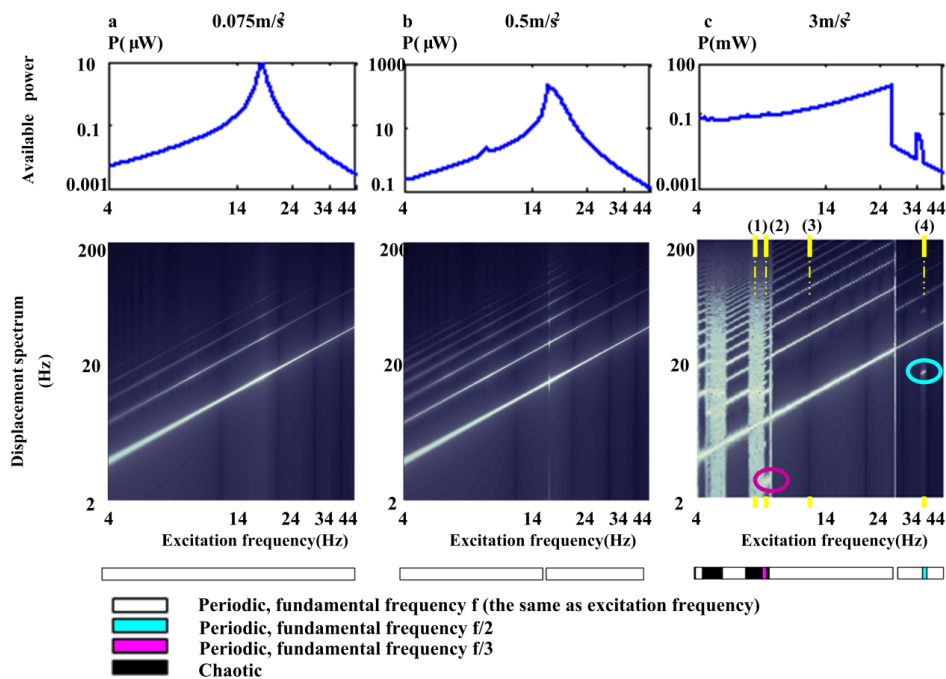 a 0.075m/s² b 0.5m/s² c 3m/s²
P( μW) P( μW) P(mW)
Available power
10 1000 100
0.1 10 0.1
0.001 0.1 0.001
4 14 24 34 44 4 14 24 34 44 4 14 24 34 44
(1) (2) (3) (4)
Displacement spectrum
(Hz)
200 200 200
20 20 20
2 2 2
4 14 24 34 44 4 14 24 34 44 4 14 24 34 44
Excitation frequency(Hz) Excitation frequency(Hz) Excitation frequency(Hz)
Periodic, fundamental frequency f (the same as excitation frequency)
Periodic, fundamental frequency f/2
Periodic, fundamental frequency f/3
Chaotic